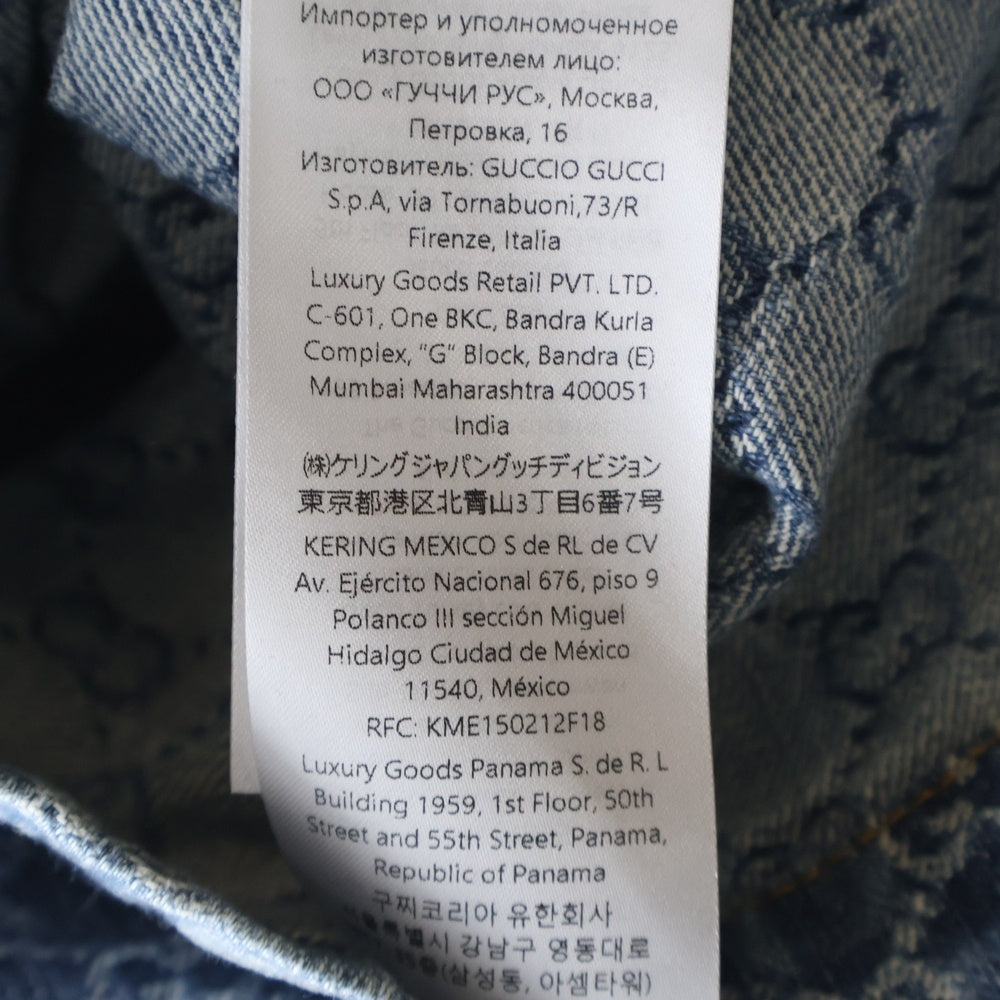 Импортер и уполномоченное
изготовителем лицо:
ООО «ГУЧЧИ РУС», Москва,
Петровка, 16
Изготовитель: GUCCIO GUCCI
S.p.A, via Tornabuoni,73/R
Firenze, Italia
Luxury Goods Retail PVT. LTD.
C-601, One BKC, Bandra Kurla
Complex, "G" Block, Bandra (E)
Mumbai Maharashtra 400051
India
㈱ケリングジャパングッチディビジョン
東京都港区北青山3丁目6番7号
KERING MEXICO S de RL de CV
Av. Ejército Nacional 676, piso 9
Polanco III sección Miguel
Hidalgo Ciudad de México
11540, México
RFC: KME150212F18
Luxury Goods Panama S. de R. L
Building 1959, 1st Floor, 50th
Street and 55th Street, Panama,
Republic of Panama
구찌코리아 유한회사
강남구 영동대로
(삼성동, 아셈타워)